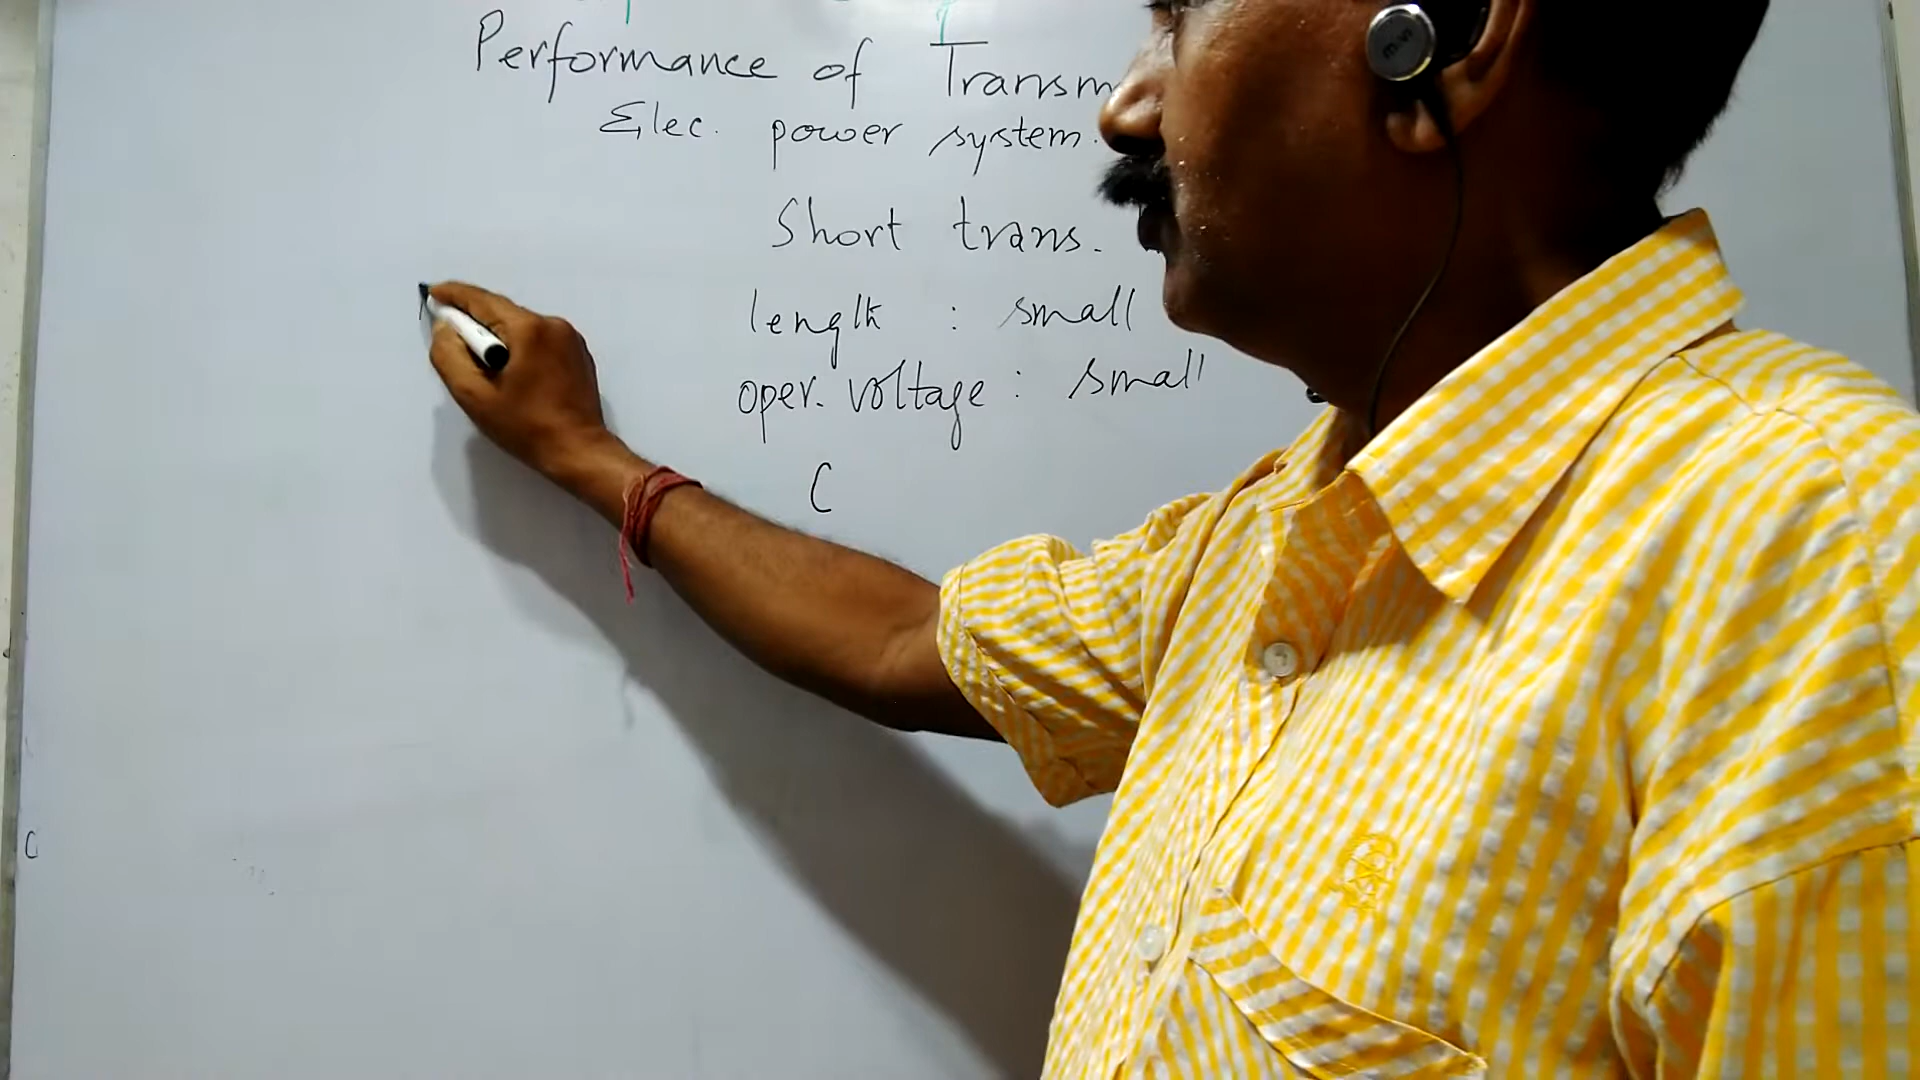 Performance of Transm
Elec. power system.
Short trans.
length : small
oper. voltage : small
C
C